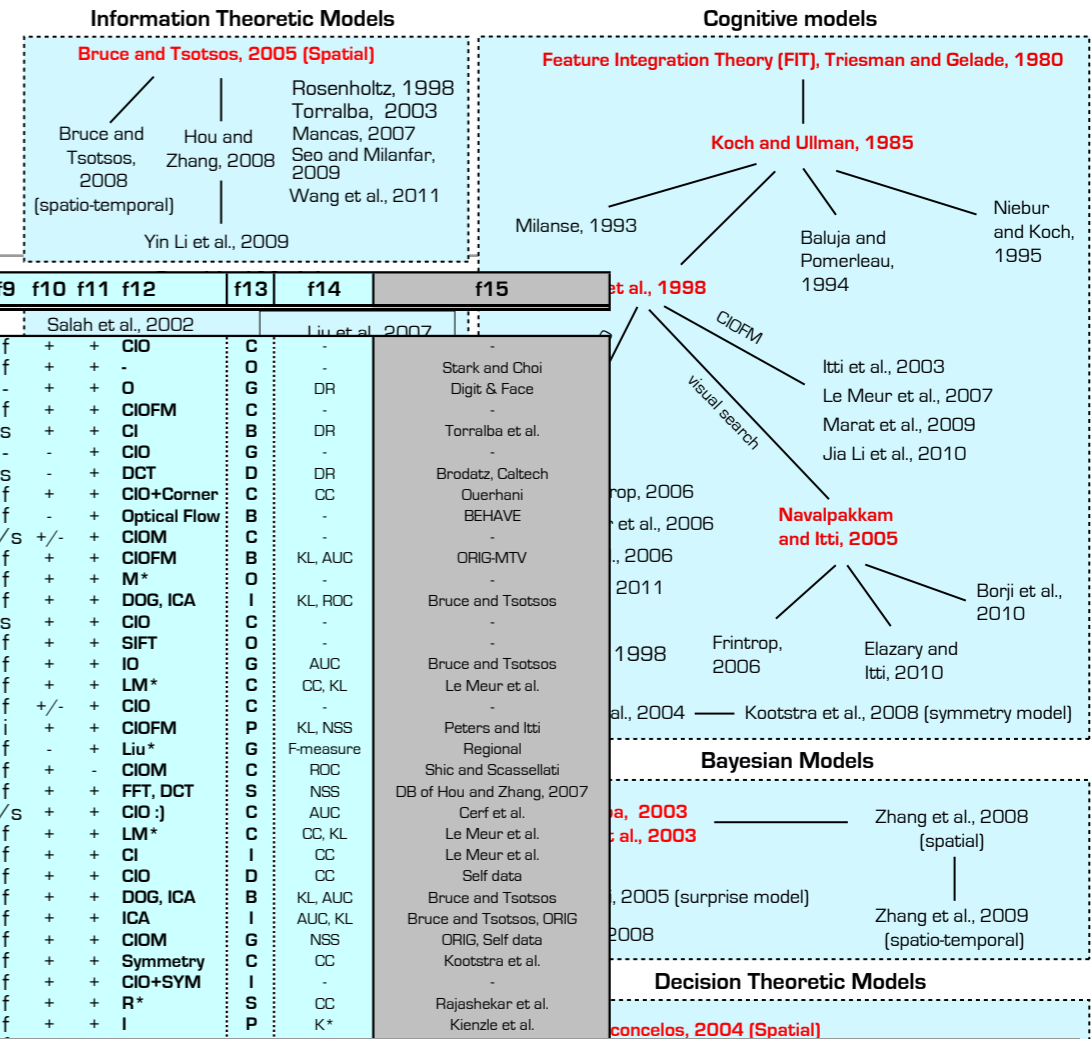 Information Theoretic Models
Bruce and Tsotsos, 2005 (Spatial)
Rosenholtz, 1998
Torralba, 2003
Mancas, 2007
Seo and Milanfar,
2009
Wang et al., 2011
Bruce and
Tsotsos,
2008
(spatio-temporal)
Hou and
Zhang, 2008
Yin Li et al., 2009
Cognitive models
Feature Integration Theory (FIT), Triesman and Gelade, 1980
Koch and Ullman, 1985
Milanse, 1993
Baluja and
Pomerleau,
1994
Niebur
and Koch,
1995
et al., 1998
CIOFM
visual search
Itti et al., 2003
Le Meur et al., 2007
Marat et al., 2009
Jia Li et al., 2010
rop, 2006
et al., 2006
., 2006
2011
1998
Navalpakkam
and Itti, 2005
Frintrop,
2006
Elazary and
Itti, 2010
Borji et al.,
2010
al., 2004 Kootstra et al., 2008 (symmetry model)
Bayesian Models
ba, 2003
et al., 2003
Zhang et al., 2008
(spatial)
i, 2005 (surprise model)
2008
Zhang et al., 2009
(spatio-temporal)
Decision Theoretic Models
concelos, 2004 (Spatial)
f9 f10 f11 f12 f13 f14 f15
Salah et al., 2002
Liu et al. 2007
f + + CIO C - -
f + + - O - Stark and Choi
- + + O G DR Digit & Face
f + + CIOFM C - -
s + + CI B DR Torralba et al.
- - + CIO G - -
s - + DCT D DR Brodatz, Caltech
f + + CIO+Corner C CC Ouerhani
f - + Optical Flow B - BEHAVE
/s +/- + CIOM C - -
f + + CIOFM B KL, AUC ORIG-MTV
f + + M* O - -
f + + DOG, ICA I KL, ROC Bruce and Tsotsos
s + + CIO C - -
f + + SIFT O - -
f + + IO G AUC Bruce and Tsotsos
f + + LM* C CC, KL Le Meur et al.
f +/- + CIO C - -
i + + CIOFM P KL, NSS Peters and Itti
f - + Liu* G F-measure Regional
f + - CIOM C ROC Shic and Scassellati
f + + FFT, DCT S NSS DB of Hou and Zhang, 2007
/s + + CIO :) C AUC Cerf et al.
f + + LM* C CC, KL Le Meur et al.
f + + CI I CC Le Meur et al.
f + + CIO D CC Self data
f + + DOG, ICA B KL, AUC Bruce and Tsotsos
f + + ICA I AUC, KL Bruce and Tsotsos, ORIG
f + + CIOM G NSS ORIG, Self data
f + + Symmetry C CC Kootstra et al.
f + + CIO+SYM I - -
f + + R* S CC Rajashekar et al.
f + + I P K* Kienzle et al.